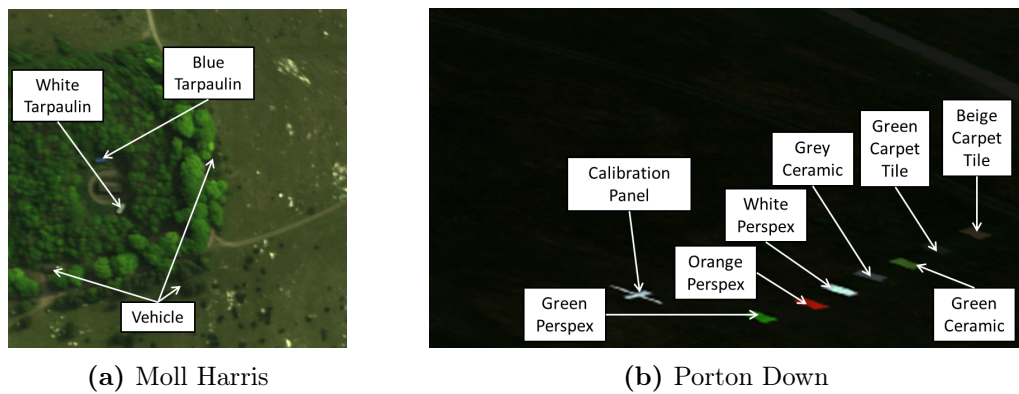 White
Tarpaulin
Blue
Tarpaulin
Vehicle
(a) Moll Harris
Calibration
Panel
Green
Perspex
Orange
Perspex
White
Perspex
Grey
Ceramic
Green
Carpet
Tile
Beige
Carpet
Tile
Green
Ceramic
(b) Porton Down